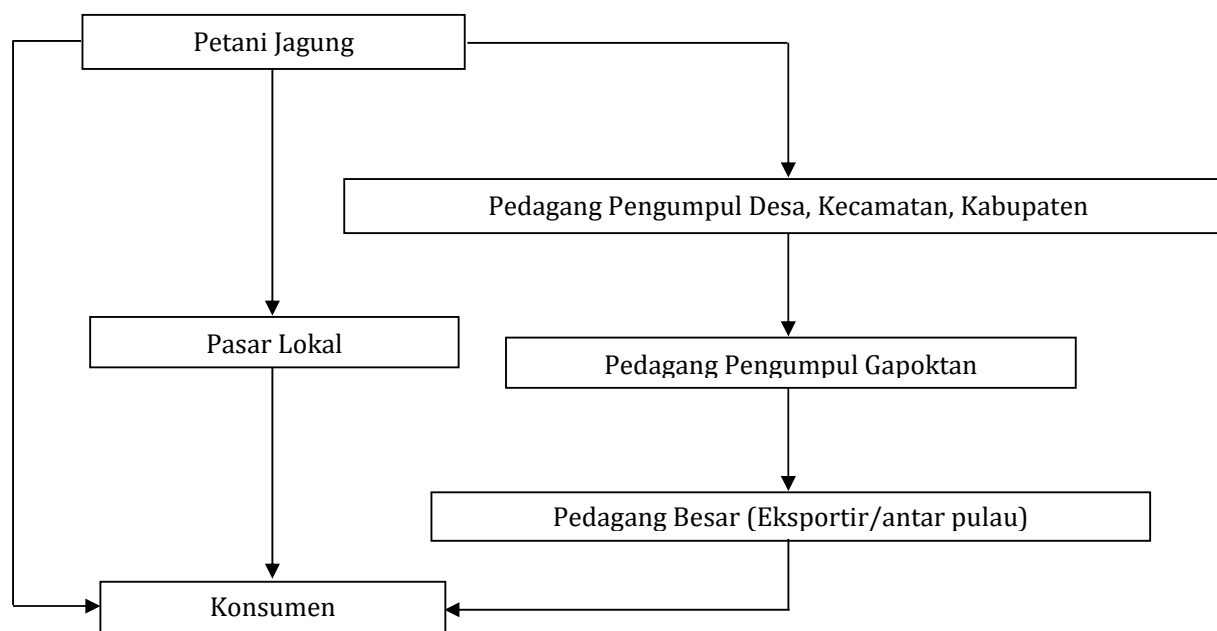 Petani Jagung
Pedagang Pengumpul Desa, Kecamatan, Kabupaten
Pasar Lokal
Pedagang Pengumpul Gapoktan
Pedagang Besar (Eksportir/antar pulau)
Konsumen